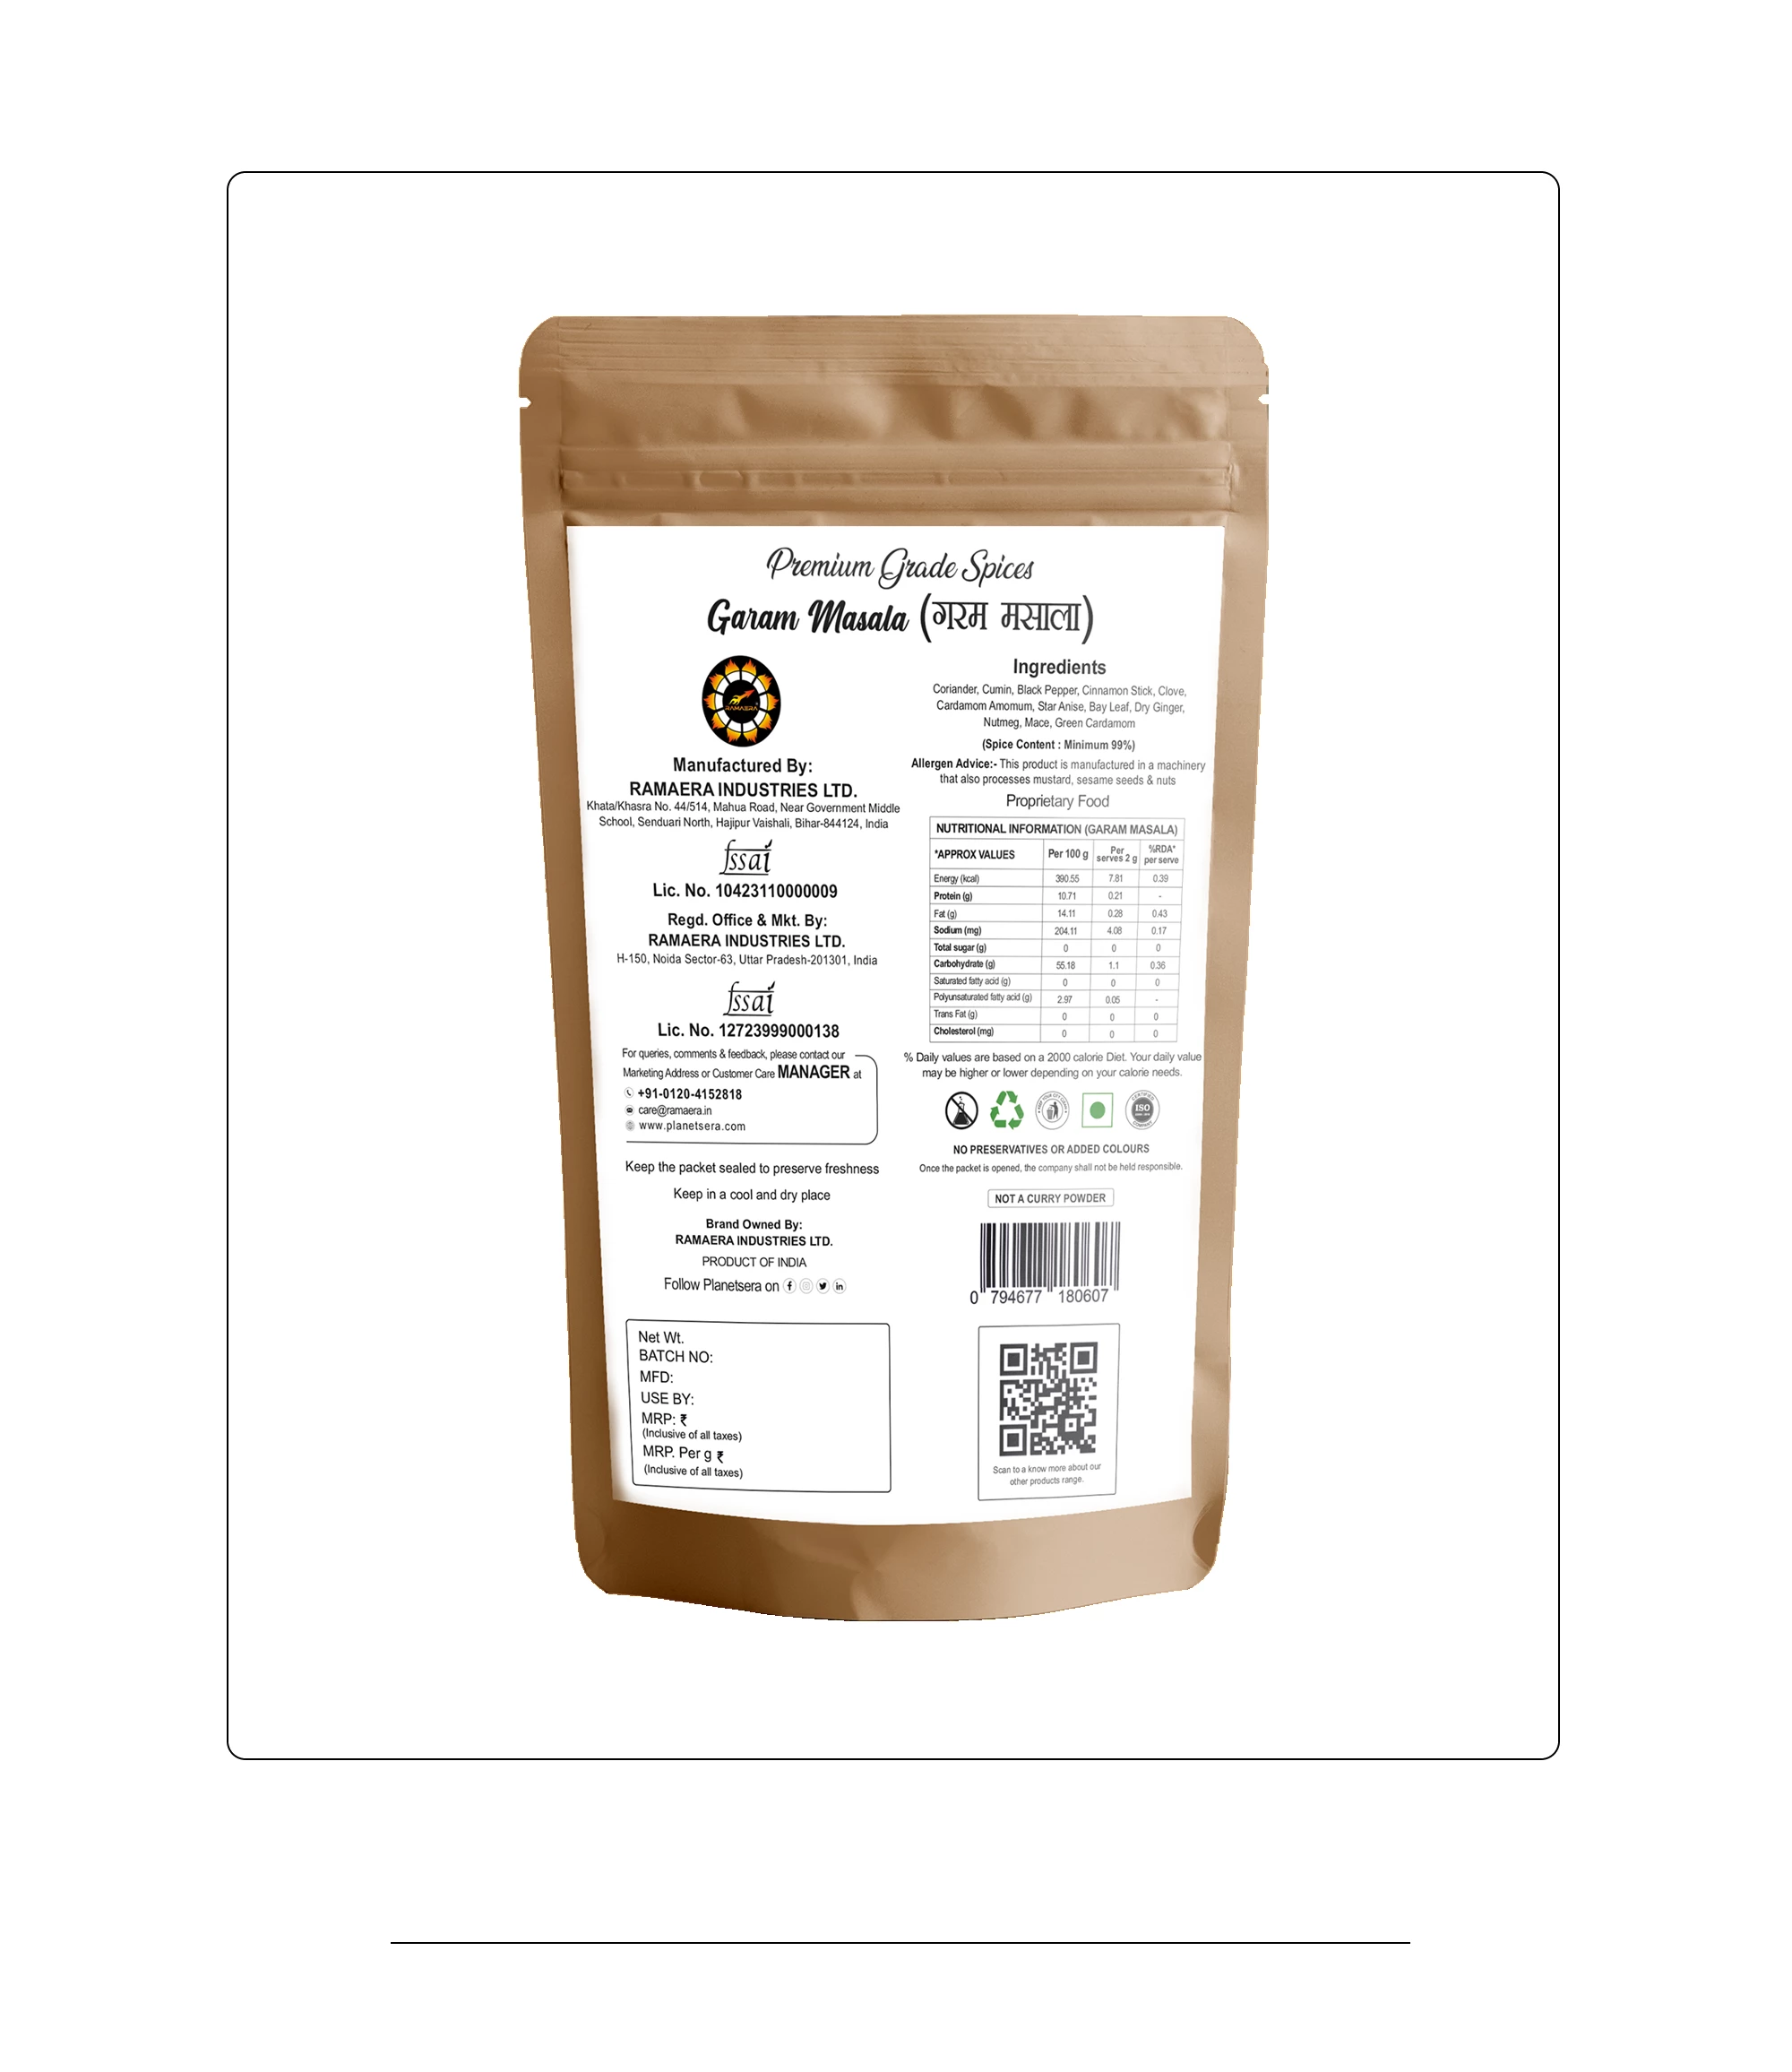 Premium Grade Spices
Garam Masala (गरम मसाला)
RAMAERA
Manufactured By:
RAMAERA INDUSTRIES LTD.
Khata/Khasra No. 44/514, Mahua Road, Near Government Middle
School, Senduari North, Hajipur Vaishali, Bihar-844124, India
fssai
Lic. No. 10423110000009
Regd. Office & Mkt. By:
RAMAERA INDUSTRIES LTD.
H-150, Noida Sector-63, Uttar Pradesh-201301, India
fssai
Lic. No. 12723999000138
For queries, comments & feedback, please contact our
Marketing Address or Customer Care MANAGER at
+91-0120-4152818
care@ramaera.in
www.planetsera.com
Keep the packet sealed to preserve freshness
Keep in a cool and dry place
Brand Owned By:
RAMAERA INDUSTRIES LTD.
PRODUCT OF INDIA
Follow Planetsera on
Net Wt.
BATCH NO:
MFD:
USE BY:
MRP: ₹
(Inclusive of all taxes)
MRP. Per g ₹
(Inclusive of all taxes)
Ingredients
Coriander, Cumin, Black Pepper, Cinnamon Stick, Clove,
Cardamom Amomum, Star Anise, Bay Leaf, Dry Ginger,
Nutmeg, Mace, Green Cardamom
(Spice Content : Minimum 99%)
Allergen Advice:- This product is manufactured in a machinery
that also processes mustard, sesame seeds & nuts
Proprietary Food
NUTRITIONAL INFORMATION (GARAM MASALA)
*APPROX VALUES Per 100 g Per serves 2 g %RDA* per serve
Energy (kcal) 390.55 7.81 0.39
Protein (g) 10.71 0.21 -
Fat (g) 14.11 0.28 0.43
Sodium (mg) 204.11 4.08 0.17
Total sugar (g) 0 0 0
Carbohydrate (g) 55.18 1.1 0.36
Saturated fatty acid (g) 0 0 0
Polyunsaturated fatty acid (g) 2.97 0.05 -
Trans Fat (g) 0 0 0
Cholesterol (mg) 0 0 0
% Daily values are based on a 2000 calorie Diet. Your daily value
may be higher or lower depending on your calorie needs.
CERTIFIED
ISO
COMPANY
NO PRESERVATIVES OR ADDED COLOURS
Once the packet is opened, the company shall not be held responsible.
NOT A CURRY POWDER
0 794677 180607
Scan to a know more about our
other products range.